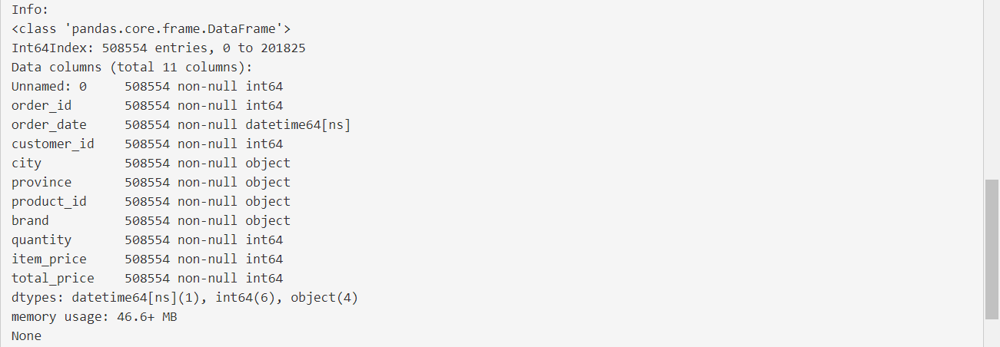 Info:
<class 'pandas.core.frame.DataFrame'>
Int64Index: 508554 entries, 0 to 201825
Data columns (total 11 columns):
Unnamed: 0     508554 non-null int64
order_id       508554 non-null int64
order_date     508554 non-null datetime64[ns]
customer_id    508554 non-null int64
city           508554 non-null object
province       508554 non-null object
product_id     508554 non-null object
brand          508554 non-null object
quantity       508554 non-null int64
item_price     508554 non-null int64
total_price    508554 non-null int64
dtypes: datetime64[ns](1), int64(6), object(4)
memory usage: 46.6+ MB
None